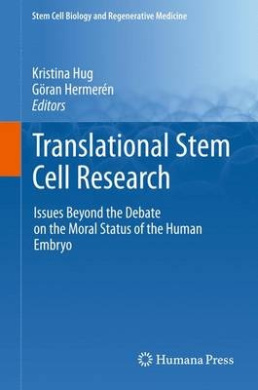 Stem Cell Biology and Regenerative Medicine
Kristina Hug
Göran Hermerén
Editors
Translational Stem
Cell Research
Issues Beyond the Debate
on the Moral Status of the Human
Embryo
Humana Press